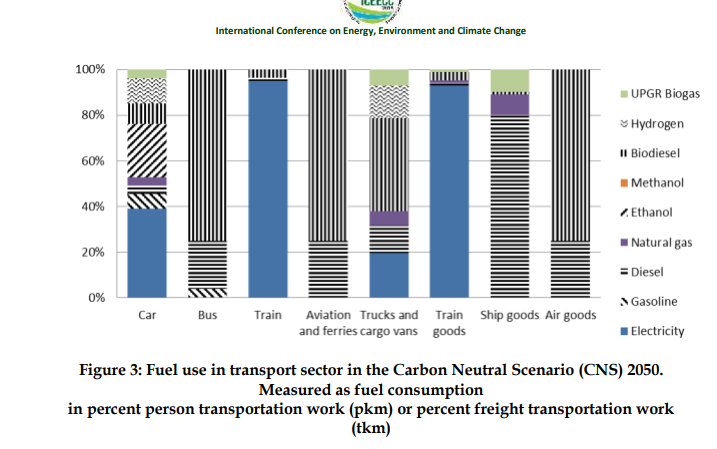 ICEECC
International Conference on Energy, Environment and Climate Change
100%
80%
60%
40%
20%
0%
Car
Bus
Train
Aviation and ferries
Trucks and cargo vans
Train goods
Ship goods
Air goods
UPGR Biogas
Hydrogen
Biodiesel
Methanol
Ethanol
Natural gas
Diesel
Gasoline
Electricity
Figure 3: Fuel use in transport sector in the Carbon Neutral Scenario (CNS) 2050.
Measured as fuel consumption
in percent person transportation work (pkm) or percent freight transportation work
(tkm)